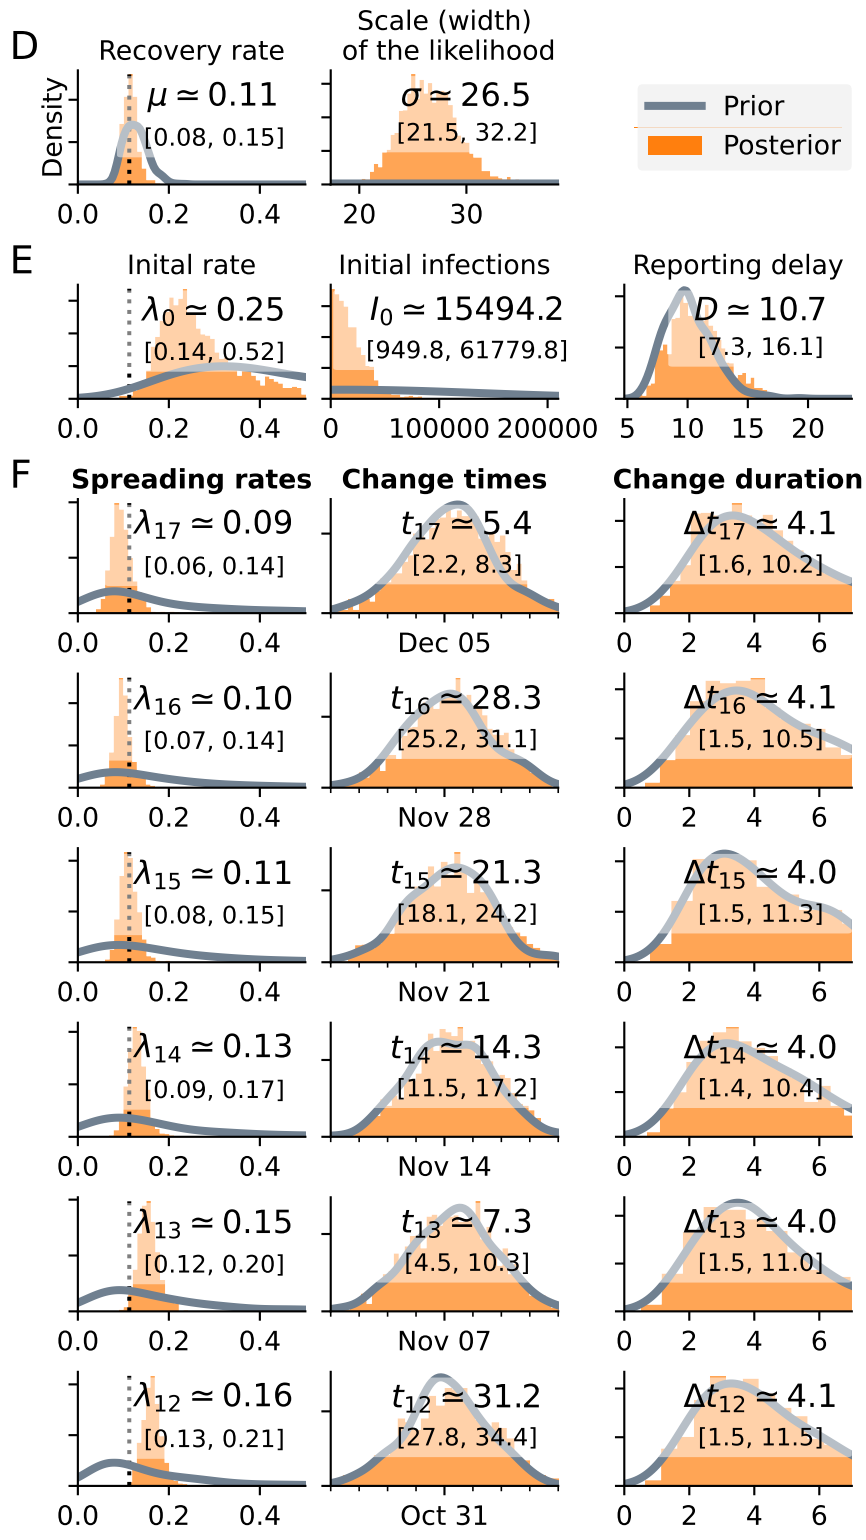 D
Recovery rate
Scale (width)
of the likelihood
Density
μ ≃ 0.11
[0.08, 0.15]
σ ≃ 26.5
[21.5, 32.2]
Prior
Posterior
0.0 0.2 0.4
20 30
E
Inital rate
Initial infections
Reporting delay
λ0 ≃ 0.25
[0.14, 0.52]
I0 ≃ 15494.2
[949.8, 61779.8]
D ≃ 10.7
[7.3, 16.1]
0.0 0.2 0.4
0 100000 200000
5 10 15 20
F
Spreading rates
Change times
Change duration
λ17 ≃ 0.09
[0.06, 0.14]
t17 ≃ 5.4
[2.2, 8.3]
Δt17 ≃ 4.1
[1.6, 10.2]
0.0 0.2 0.4
Dec 05
0 2 4 6
λ16 ≃ 0.10
[0.07, 0.14]
t16 ≃ 28.3
[25.2, 31.1]
Δt16 ≃ 4.1
[1.5, 10.5]
0.0 0.2 0.4
Nov 28
0 2 4 6
λ15 ≃ 0.11
[0.08, 0.15]
t15 ≃ 21.3
[18.1, 24.2]
Δt15 ≃ 4.0
[1.5, 11.3]
0.0 0.2 0.4
Nov 21
0 2 4 6
λ14 ≃ 0.13
[0.09, 0.17]
t14 ≃ 14.3
[11.5, 17.2]
Δt14 ≃ 4.0
[1.4, 10.4]
0.0 0.2 0.4
Nov 14
0 2 4 6
λ13 ≃ 0.15
[0.12, 0.20]
t13 ≃ 7.3
[4.5, 10.3]
Δt13 ≃ 4.0
[1.5, 11.0]
0.0 0.2 0.4
Nov 07
0 2 4 6
λ12 ≃ 0.16
[0.13, 0.21]
t12 ≃ 31.2
[27.8, 34.4]
Δt12 ≃ 4.1
[1.5, 11.5]
0.0 0.2 0.4
Oct 31
0 2 4 6